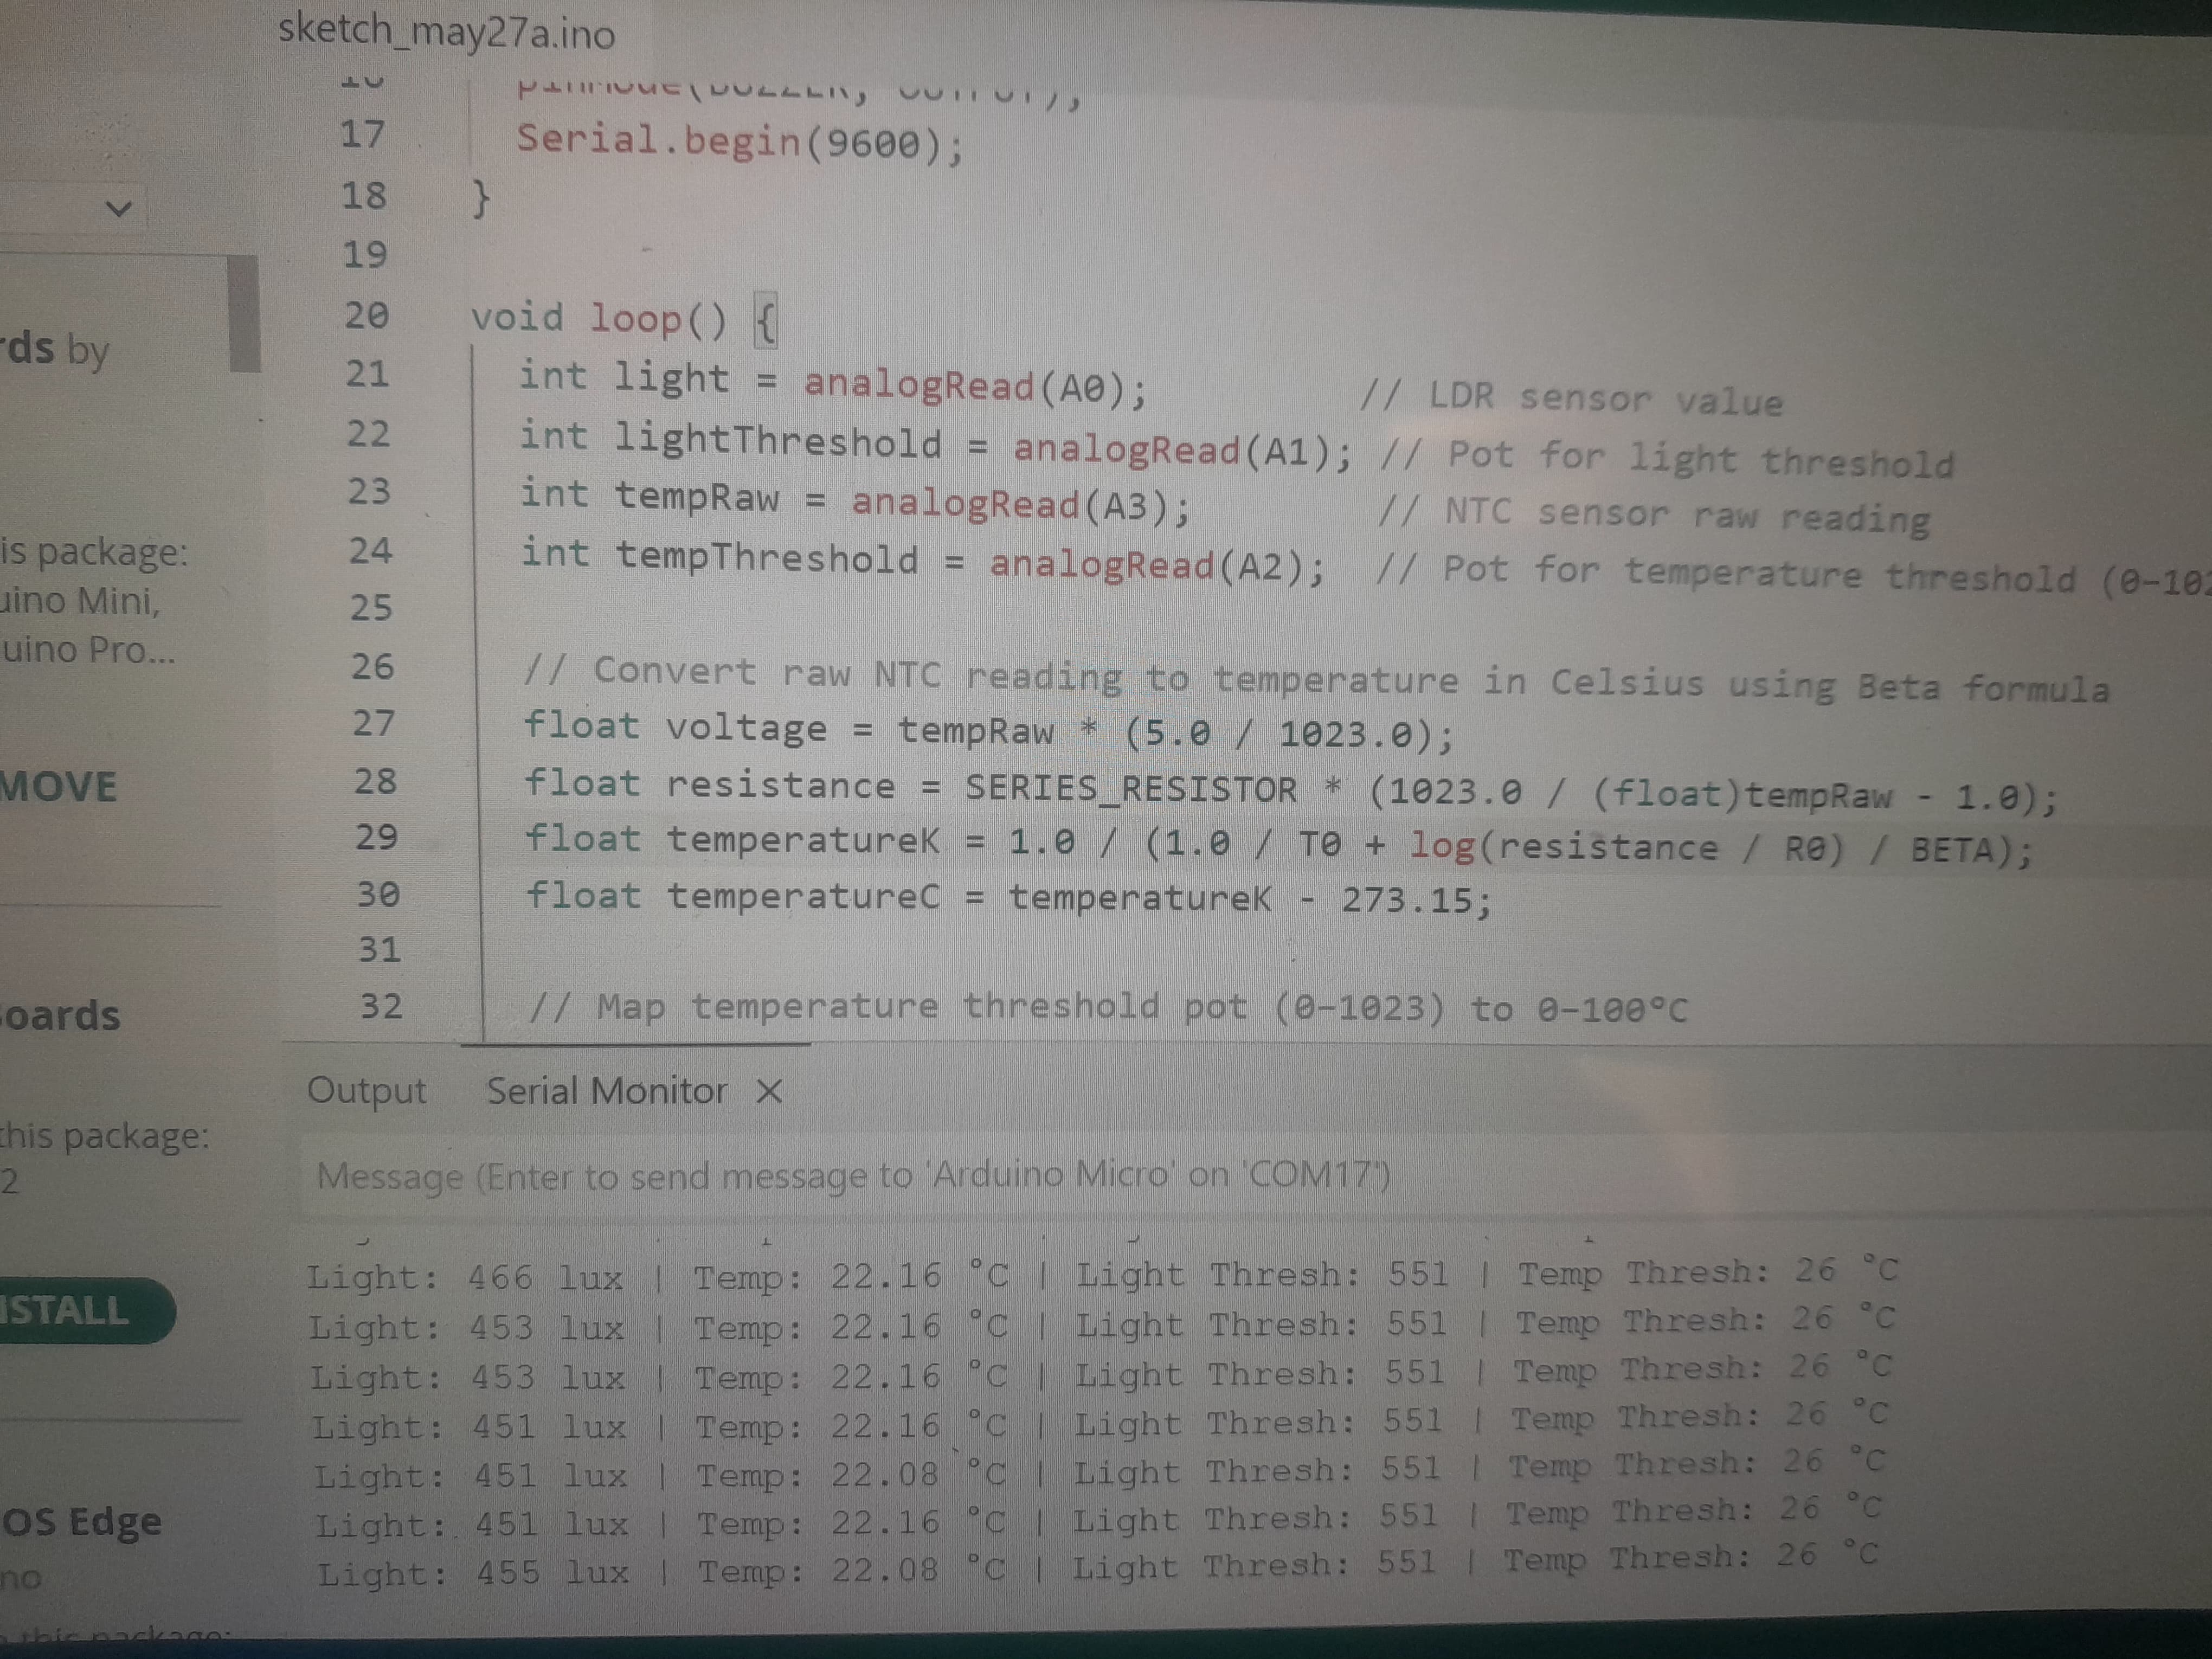 sketch_may27a.ino
17 Serial.begin(9600);
18 }
19
20 void loop() {
21 int light = analogRead(A0); // LDR sensor value
22 int lightThreshold = analogRead(A1); // Pot for light threshold
23 int tempRaw = analogRead(A3); // NTC sensor raw reading
24 int tempThreshold = analogRead(A2); // Pot for temperature threshold (0-102
25
26 // Convert raw NTC reading to temperature in Celsius using Beta formula
27 float voltage = tempRaw * (5.0 / 1023.0);
28 float resistance = SERIES_RESISTOR * (1023.0 / (float)tempRaw - 1.0);
29 float temperatureK = 1.0 / (1.0 / T0 + log(resistance / R0) / BETA);
30 float temperatureC = temperatureK - 273.15;
31
32 // Map temperature threshold pot (0-1023) to 0-100°C
rds by
is package:
uino Mini,
uino Pro...
MOVE
oards
this package:
2
STALL
OS Edge
no
this package:
Output Serial Monitor X
Message (Enter to send message to 'Arduino Micro' on 'COM17')
Light: 466 lux | Temp: 22.16 °C | Light Thresh: 551 | Temp Thresh: 26 °C
Light: 453 lux | Temp: 22.16 °C | Light Thresh: 551 | Temp Thresh: 26 °C
Light: 453 lux | Temp: 22.16 °C | Light Thresh: 551 | Temp Thresh: 26 °C
Light: 451 lux | Temp: 22.16 °C | Light Thresh: 551 | Temp Thresh: 26 °C
Light: 451 lux | Temp: 22.08 °C | Light Thresh: 551 | Temp Thresh: 26 °C
Light: 451 lux | Temp: 22.16 °C | Light Thresh: 551 | Temp Thresh: 26 °C
Light: 455 lux | Temp: 22.08 °C | Light Thresh: 551 | Temp Thresh: 26 °C